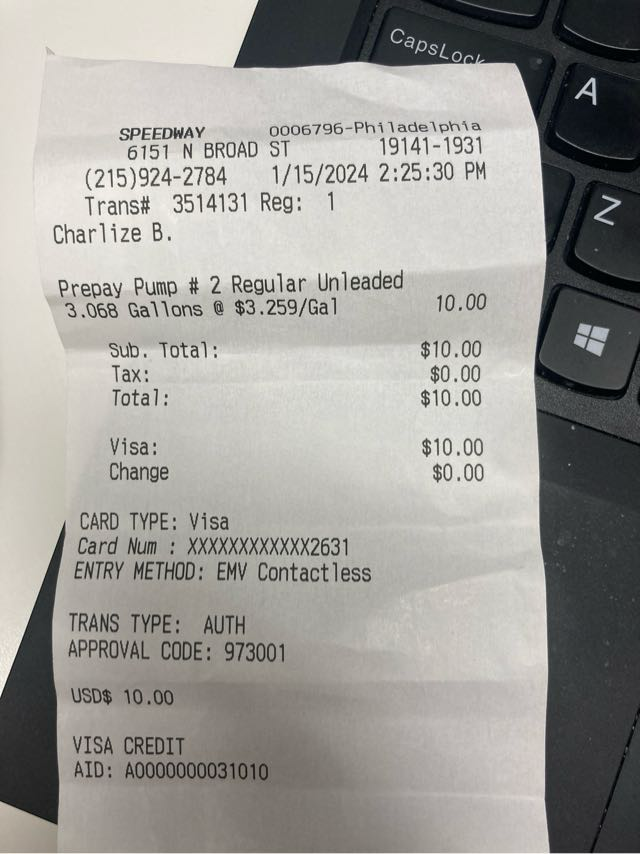 CapsLock
A
Z
SPEEDWAY 0006796-Philadelphia
6151 N BROAD ST 19141-1931
(215)924-2784 1/15/2024 2:25:30 PM
Trans# 3514131 Reg: 1
Charlize B.
Prepay Pump # 2 Regular Unleaded
3.068 Gallons @ $3.259/Gal 10.00
Sub. Total: $10.00
Tax: $0.00
Total: $10.00
Visa: $10.00
Change $0.00
CARD TYPE: Visa
Card Num : XXXXXXXXXXXX2631
ENTRY METHOD: EMV Contactless
TRANS TYPE: AUTH
APPROVAL CODE: 973001
USD$ 10.00
VISA CREDIT
AID: A0000000031010